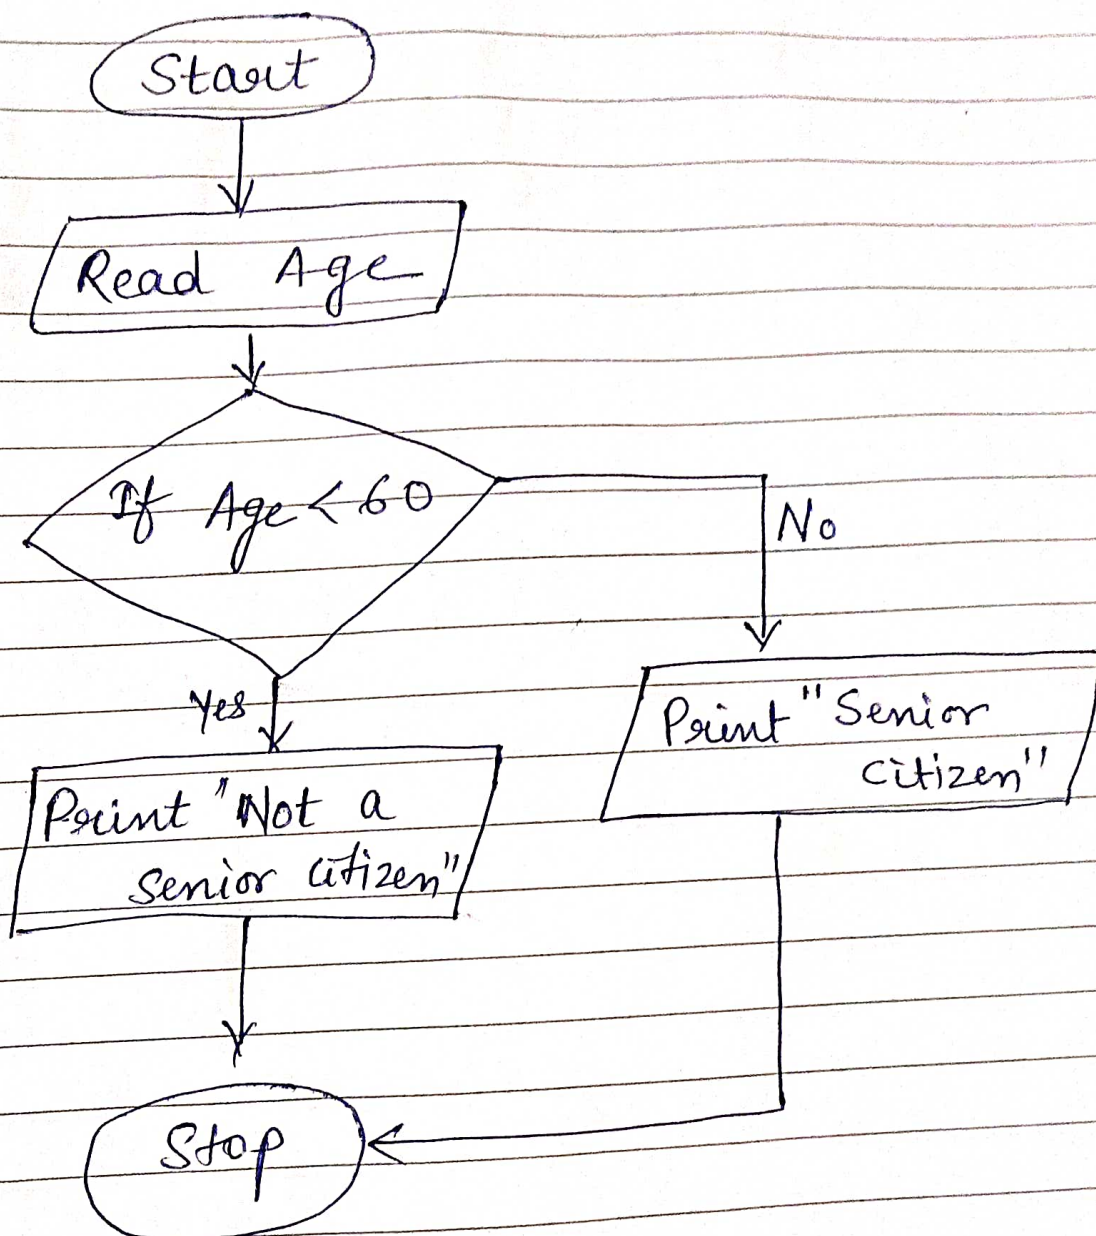 Start
Read Age
If Age < 60
No
Yes
Print "Senior
citizen"
Print "Not a
senior citizen"
Stop